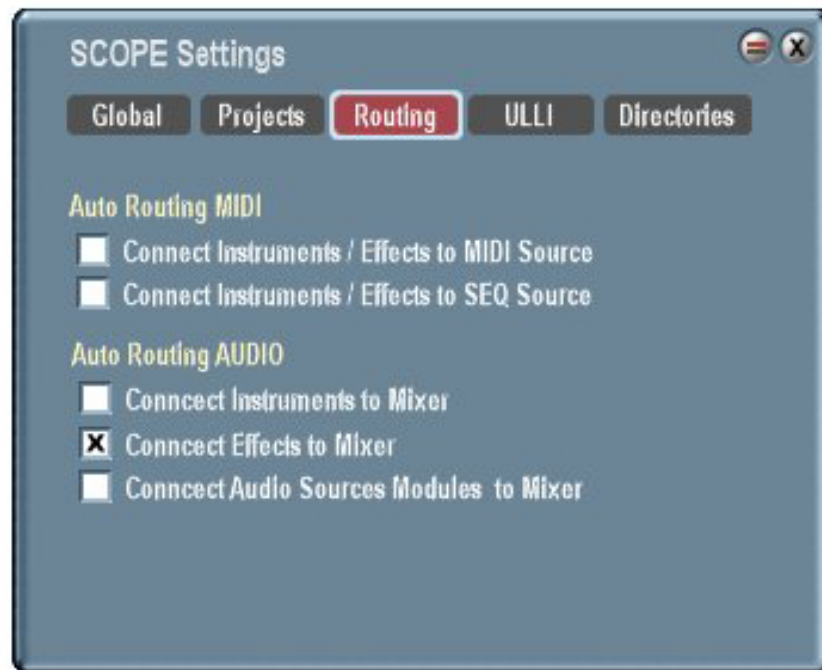 SCOPE Settings
Global Projects Routing ULLI Directories
Auto Routing MIDI
Connect Instruments / Effects to MIDI Source
Connect Instruments / Effects to SEQ Source
Auto Routing AUDIO
Conncect Instruments to Mixer
Conncect Effects to Mixer
Conncect Audio Sources Modules to Mixer